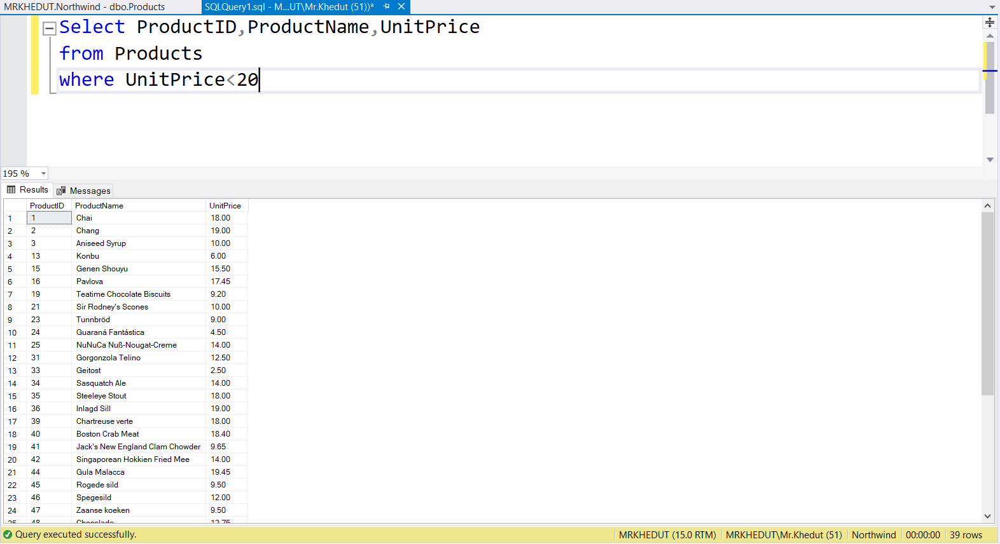 MRKHEDUT.Northwind - dbo.Products SQLQuery1.sql - M...UT\Mr.Khedut (51))*
Select ProductID,ProductName,UnitPrice
from Products
where UnitPrice<20
195 %
Results Messages
ProductID ProductName UnitPrice
1 1 Chai 18.00
2 2 Chang 19.00
3 3 Aniseed Syrup 10.00
4 13 Konbu 6.00
5 15 Genen Shouyu 15.50
6 16 Pavlova 17.45
7 19 Teatime Chocolate Biscuits 9.20
8 21 Sir Rodney's Scones 10.00
9 23 Tunnbröd 9.00
10 24 Guaraná Fantástica 4.50
11 25 NuNuCa Nuß-Nougat-Creme 14.00
12 31 Gorgonzola Telino 12.50
13 33 Geitost 2.50
14 34 Sasquatch Ale 14.00
15 35 Steeleye Stout 18.00
16 36 Inlagd Sill 19.00
17 39 Chartreuse verte 18.00
18 40 Boston Crab Meat 18.40
19 41 Jack's New England Clam Chowder 9.65
20 42 Singaporean Hokkien Fried Mee 14.00
21 44 Gula Malacca 19.45
22 45 Rogede sild 9.50
23 46 Spegesild 12.00
24 47 Zaanse koeken 9.50
25 48 Chocolade 12.75
Query executed successfully. MRKHEDUT (15.0 RTM) MRKHEDUT\Mr.Khedut (51) Northwind 00:00:00 39 rows